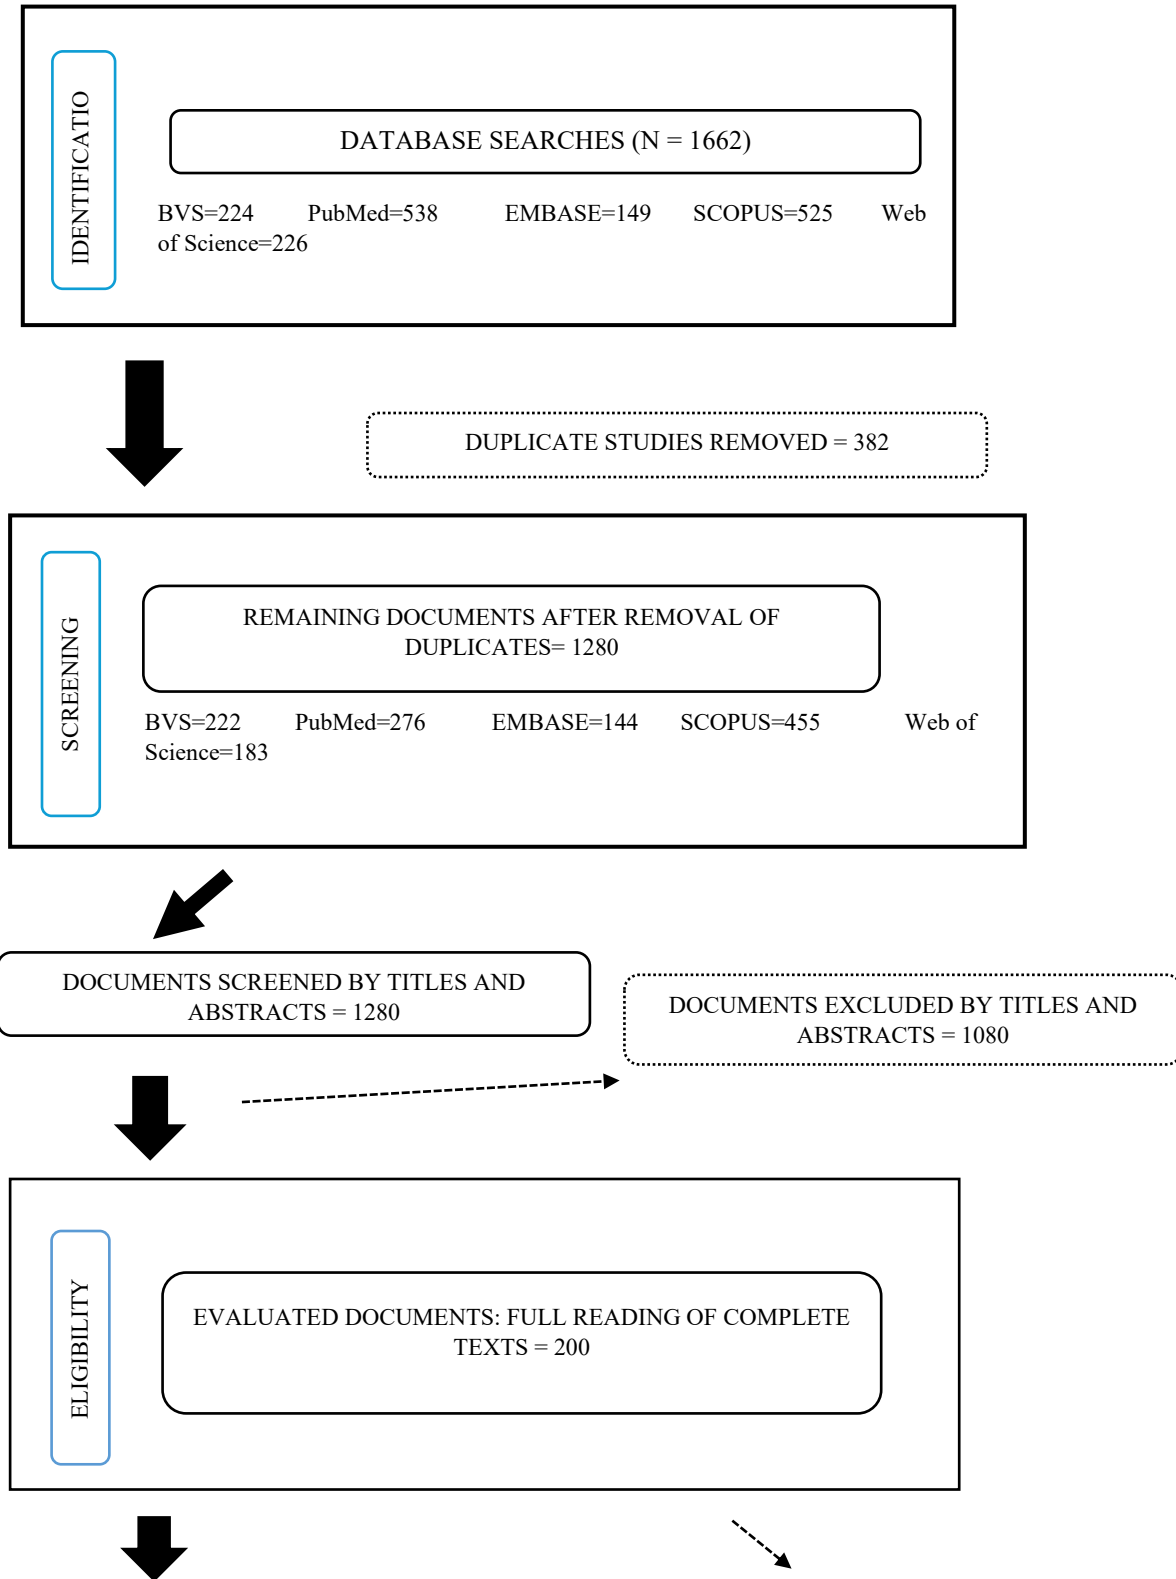 IDENTIFICATIO
DATABASE SEARCHES (N = 1662)
BVS=224 PubMed=538 EMBASE=149 SCOPUS=525 Web
of Science=226
DUPLICATE STUDIES REMOVED = 382
SCREENING
REMAINING DOCUMENTS AFTER REMOVAL OF
DUPLICATES= 1280
BVS=222 PubMed=276 EMBASE=144 SCOPUS=455 Web of
Science=183
DOCUMENTS SCREENED BY TITLES AND
ABSTRACTS = 1280
DOCUMENTS EXCLUDED BY TITLES AND
ABSTRACTS = 1080
ELIGIBILITY
EVALUATED DOCUMENTS: FULL READING OF COMPLETE
TEXTS = 200